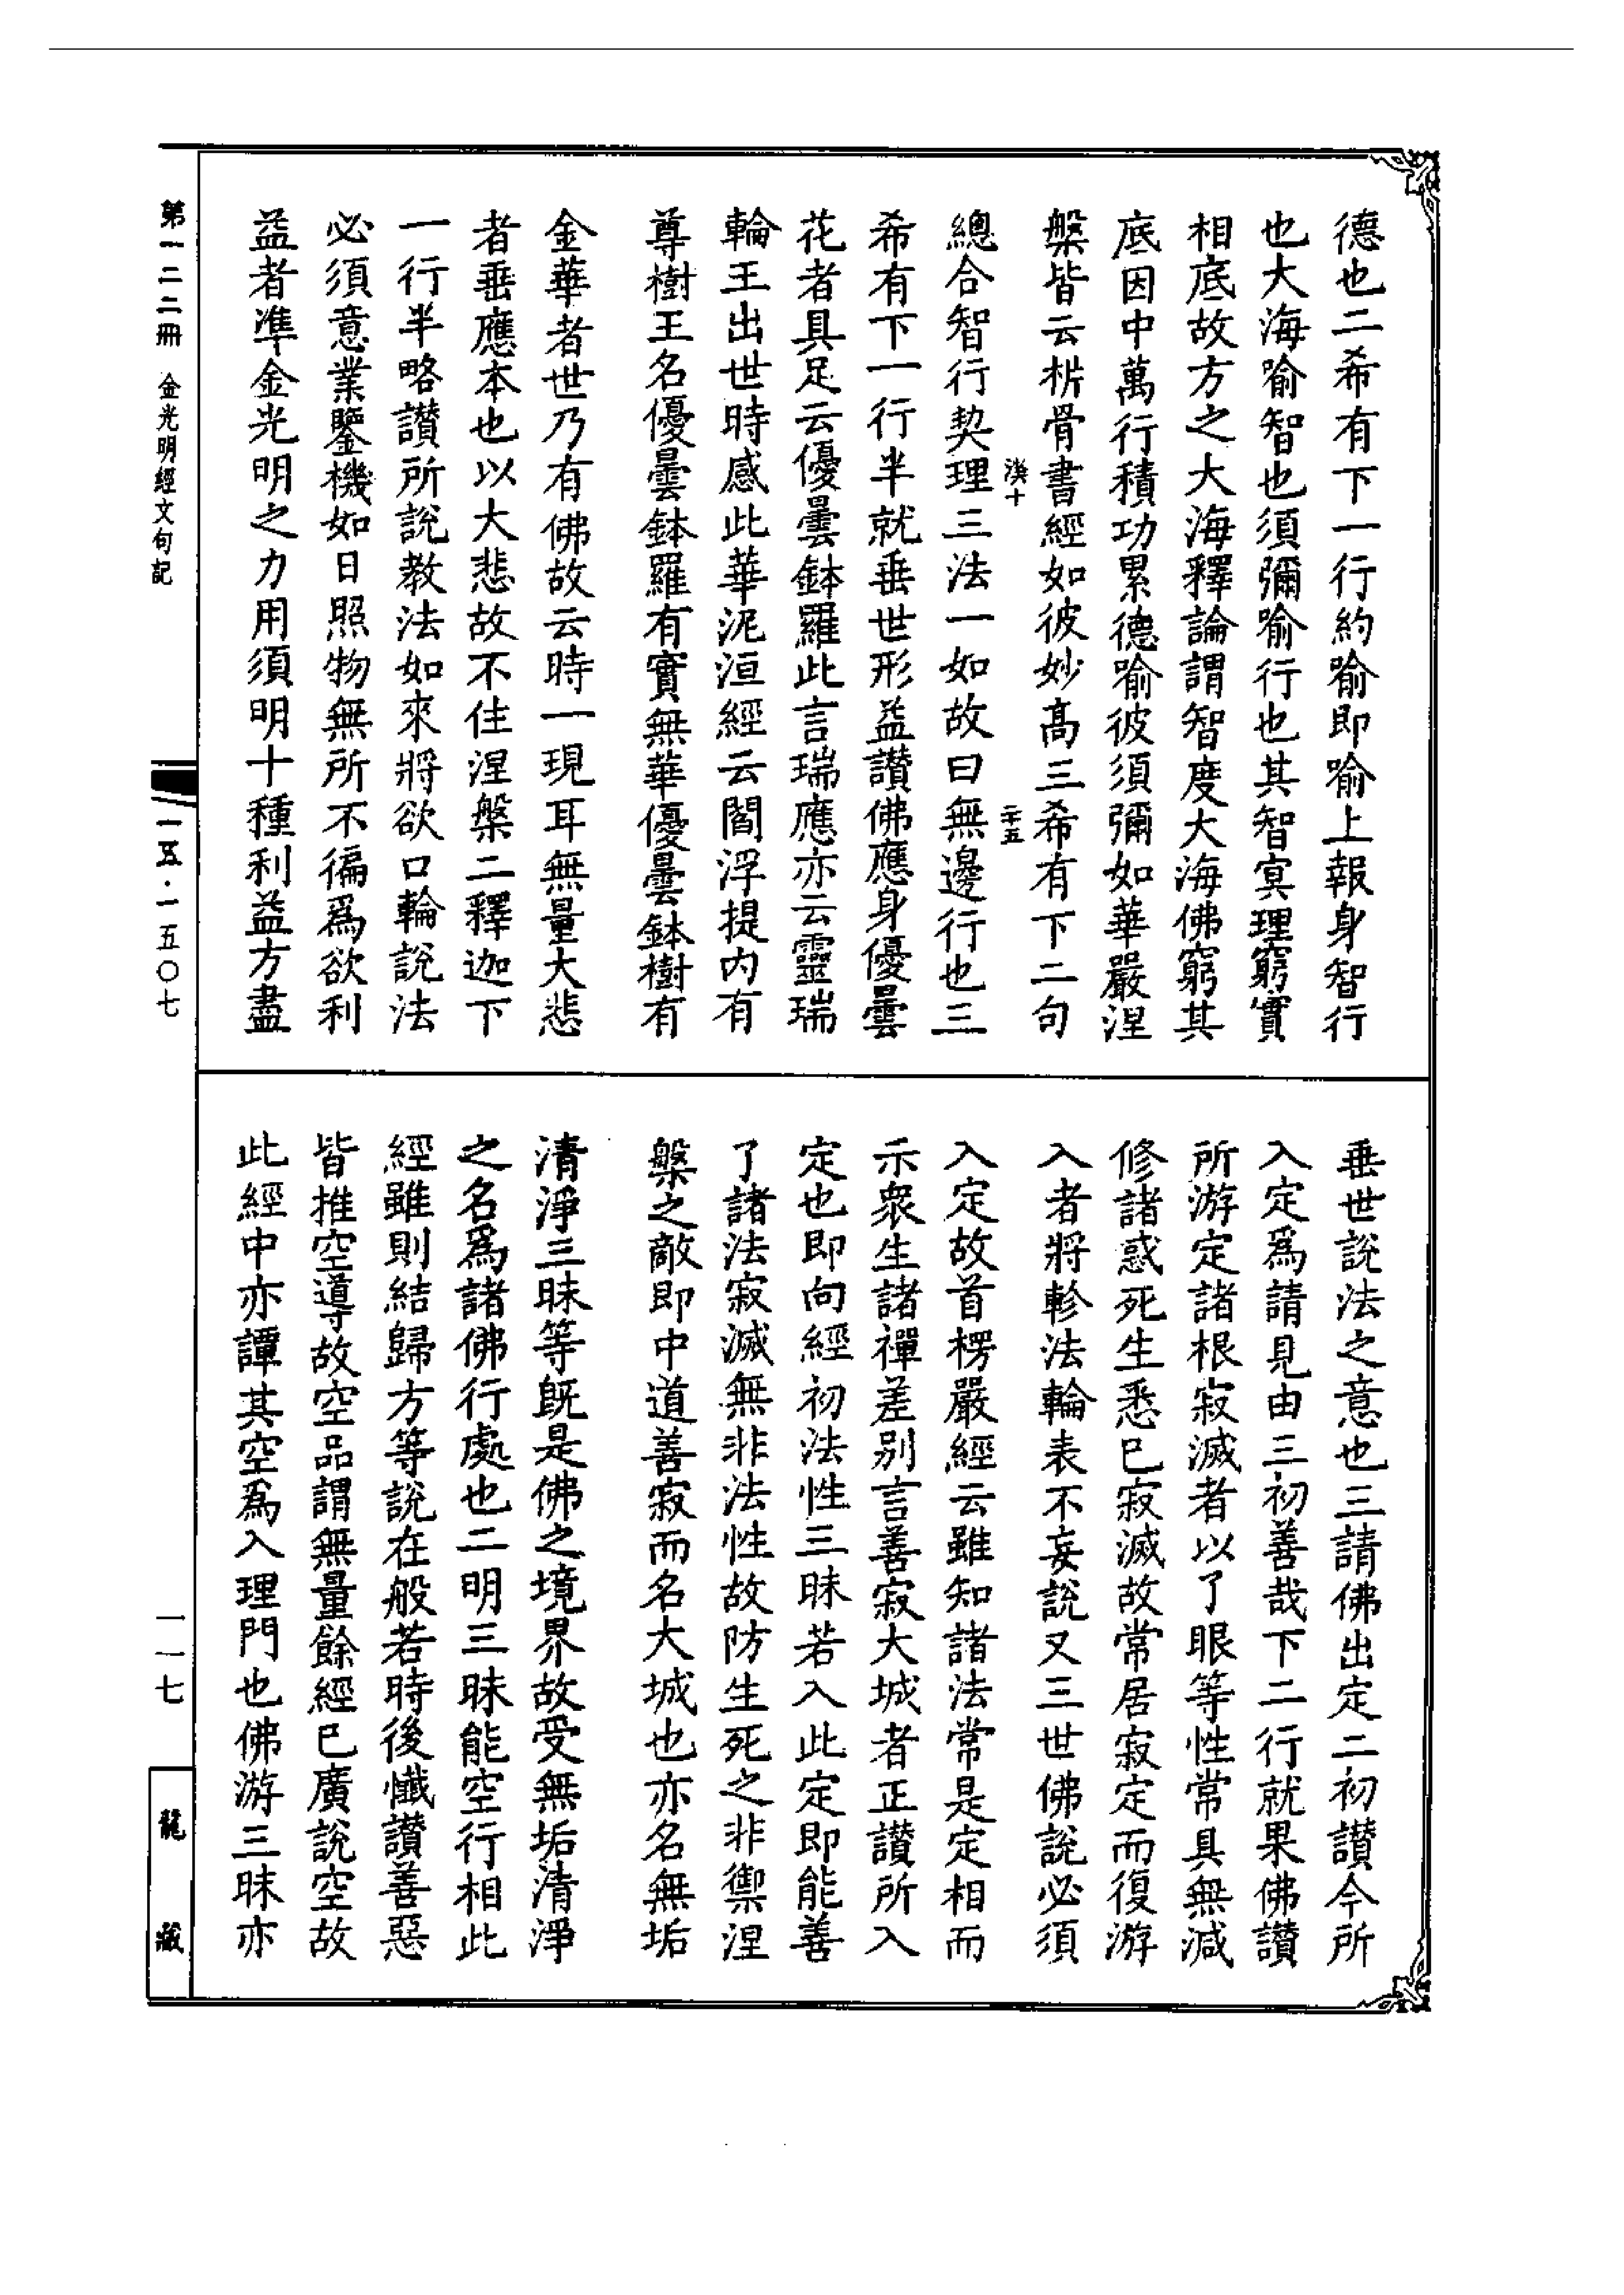 德也二希有下一行約喻即喻上報身智行
也大海喻智也須彌喻行也其智㝠理窮實
相底故方之大海釋論謂智度大海佛窮其
底因中萬行積功累德喻彼須彌如華嚴涅
槃皆云析骨書經如彼妙高三希有下二句
總合智行契理三法一如故曰無邊行也三
希有下一行半就垂世形益讚佛應身優曇
花者具足云優曇鉢羅此言瑞應亦云靈瑞
輪王出世時感此華泥洹經云閻浮提內有
尊樹王名優曇鉢羅有實無華優曇鉢樹有
金華者世乃有佛故云時一現耳無量大悲
者垂應本也以大悲故不住涅槃二釋迦下
一行半略讚所說教法如來將欲口輪說法
必須意業鑒機如日照物無所不徧爲欲利
益者準金光明之力用須明十種利益方盡
垂世說法之意也三請佛出定二初讚今所
入定爲請見由三初善哉下二行就果佛讚
所游定諸根寂滅者以了眼等性常具無減
修諸惑死生悉已寂滅故常居寂定而復游
入者將軫法輪表不妄說又三世佛說必須
入定故首楞嚴經云雖知諸法常是定相而
示衆生諸禪差別言善寂大城者正讚所入
定也即向經初法性三昧若入此定即能善
了諸法寂滅無非法性故防生死之非禦涅
槃之敵即中道善寂而名大城也亦名無垢
清淨三昧等既是佛之境界故受無垢清淨
之名爲諸佛行處也二明三昧能空行相此
經雖則結歸方等說在般若時後懺讚善惡
皆推空導故空品謂無量餘經已廣說空故
此經中亦譚其空爲入理門也佛游三昧亦
第一二二冊 金光明經文句記
一五·一五〇七
一一七
龍藏